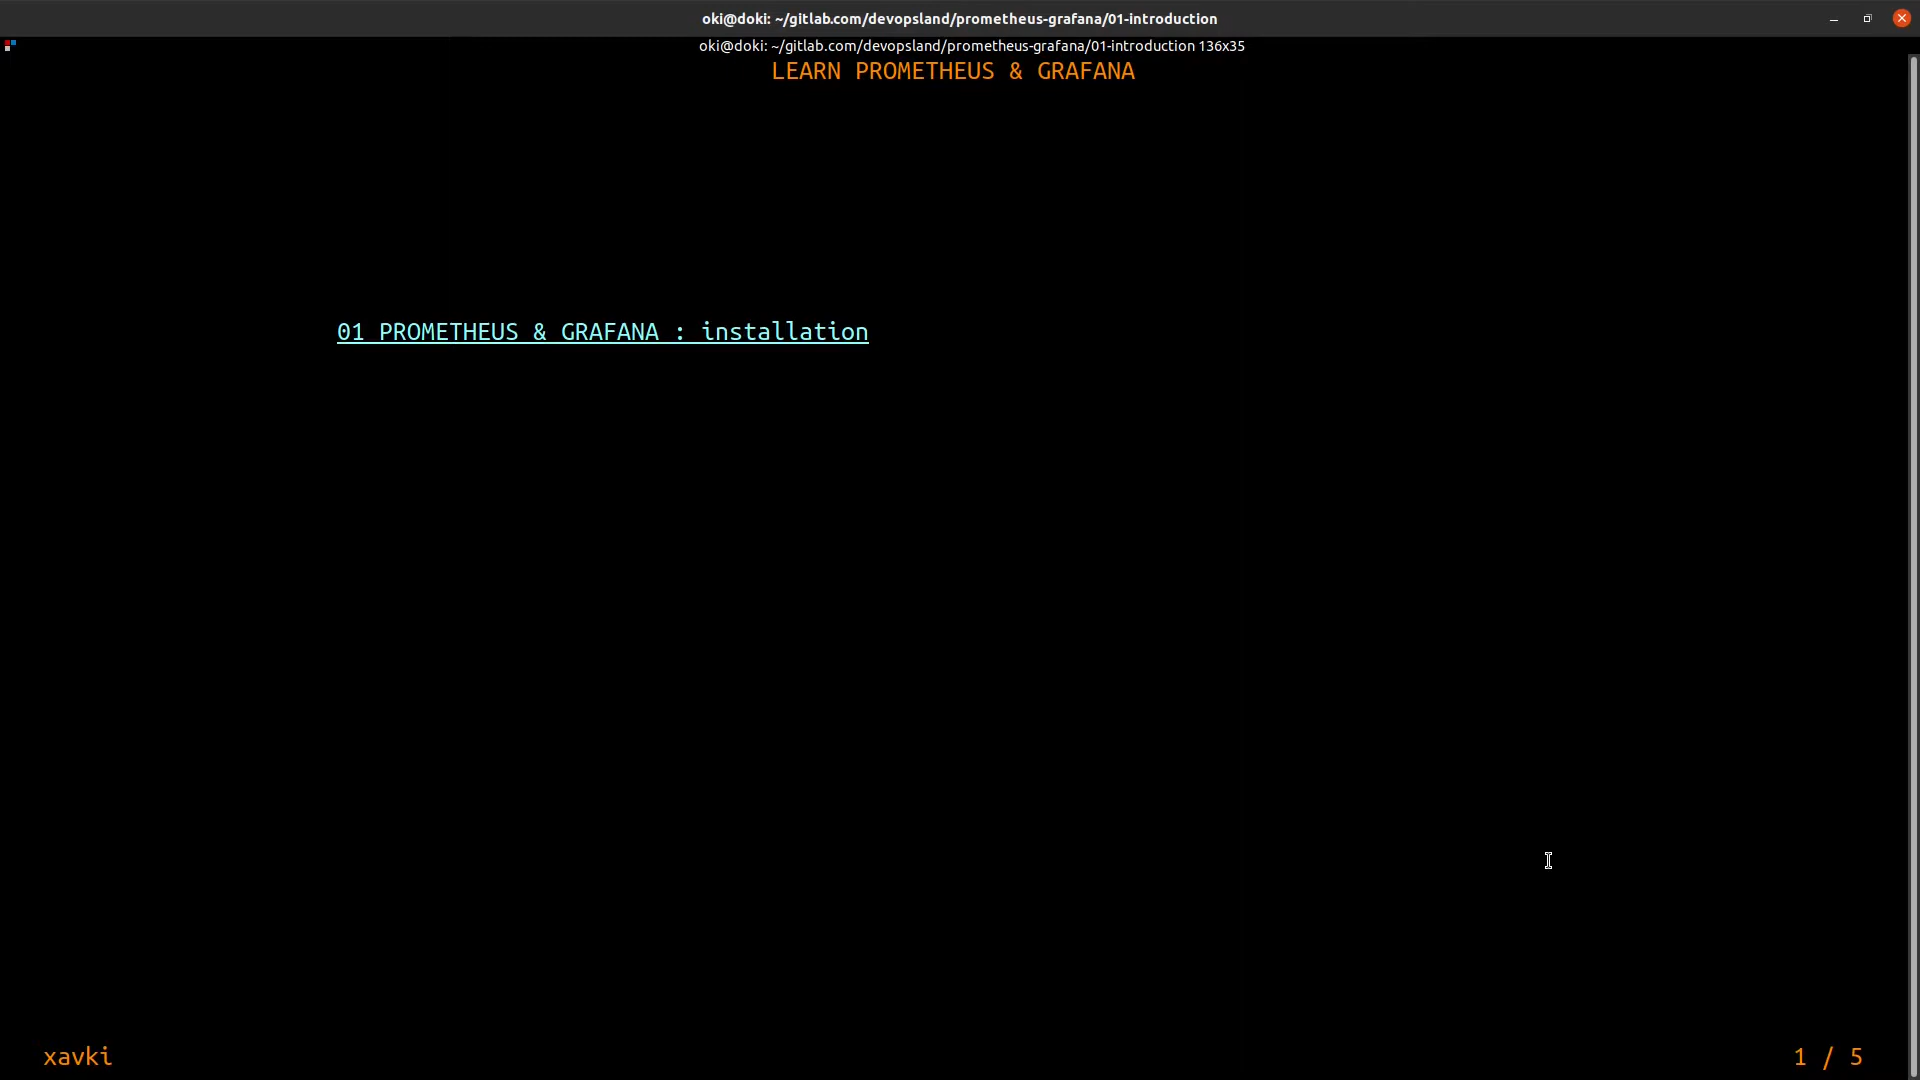 oki@doki: ~/gitlab.com/devopsland/prometheus-grafana/01-introduction
oki@doki: ~/gitlab.com/devopsland/prometheus-grafana/01-introduction 136x35
LEARN PROMETHEUS & GRAFANA
01 PROMETHEUS & GRAFANA : installation
xavki
1 / 5